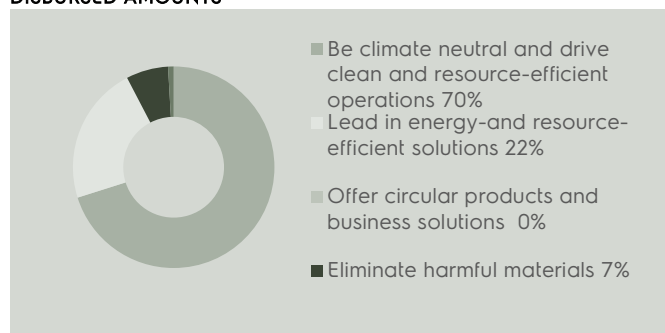 DISBURSED AMOUNTS
Be climate neutral and drive
clean and resource-efficient
operations 70%
Lead in energy-and resource-
efficient solutions 22%
Offer circular products and
business solutions 0%
Eliminate harmful materials 7%